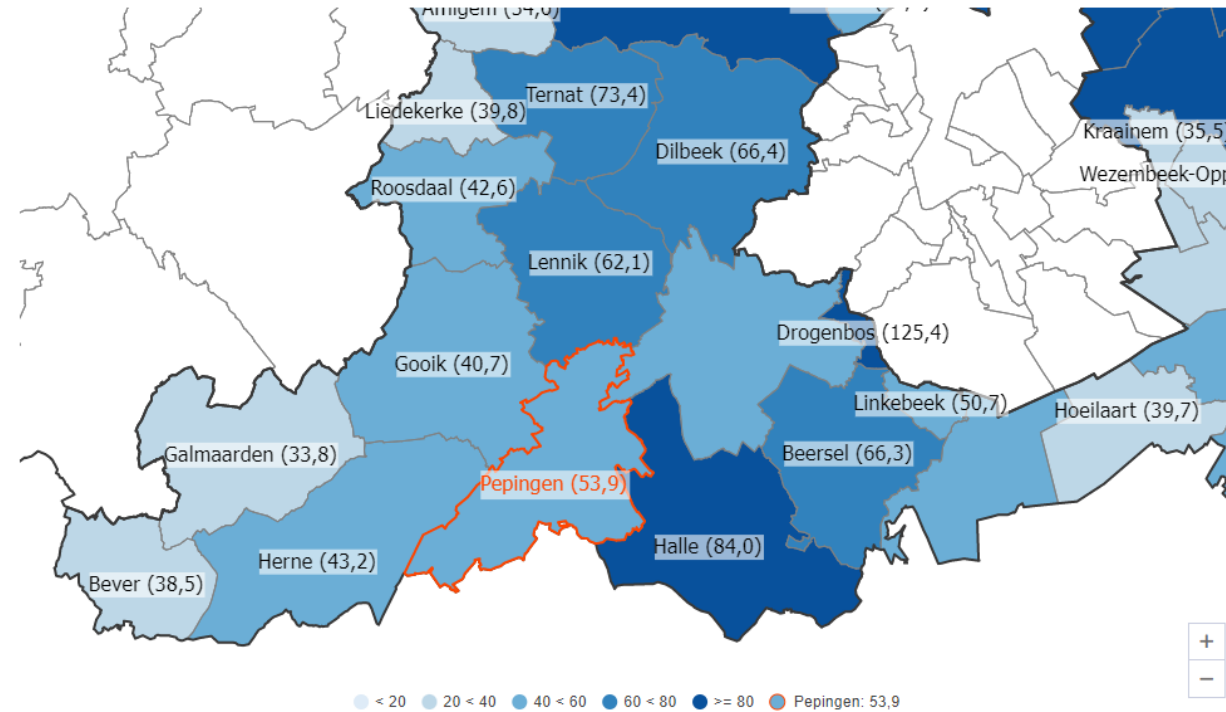 Liedekerke (39,8)
Ternat (73,4)
Dilbeek (66,4)
Kraainem (35,5)
Wezembeek-Opp
Roosdaal (42,6)
Lennik (62,1)
Drogenbos (125,4)
Gooik (40,7)
Linkebeek (50,7)
Hoeilaart (39,7)
Galmaarden (33,8)
Beersel (66,3)
Pepingen (53,9)
Halle (84,0)
Herne (43,2)
Bever (38,5)
+
−
< 20 20 < 40 40 < 60 60 < 80 >= 80 Pepingen: 53,9